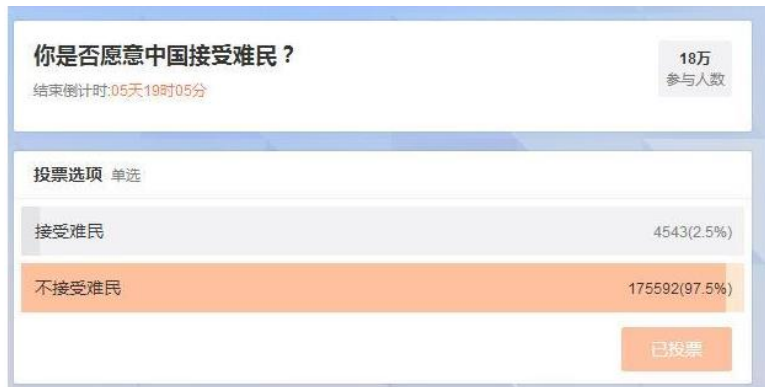 你是否愿意中国接受难民？
18万
参与人数
结束倒计时:05天19时05分
投票选项 单选
接受难民 4543(2.5%)
不接受难民 175592(97.5%)
已投票